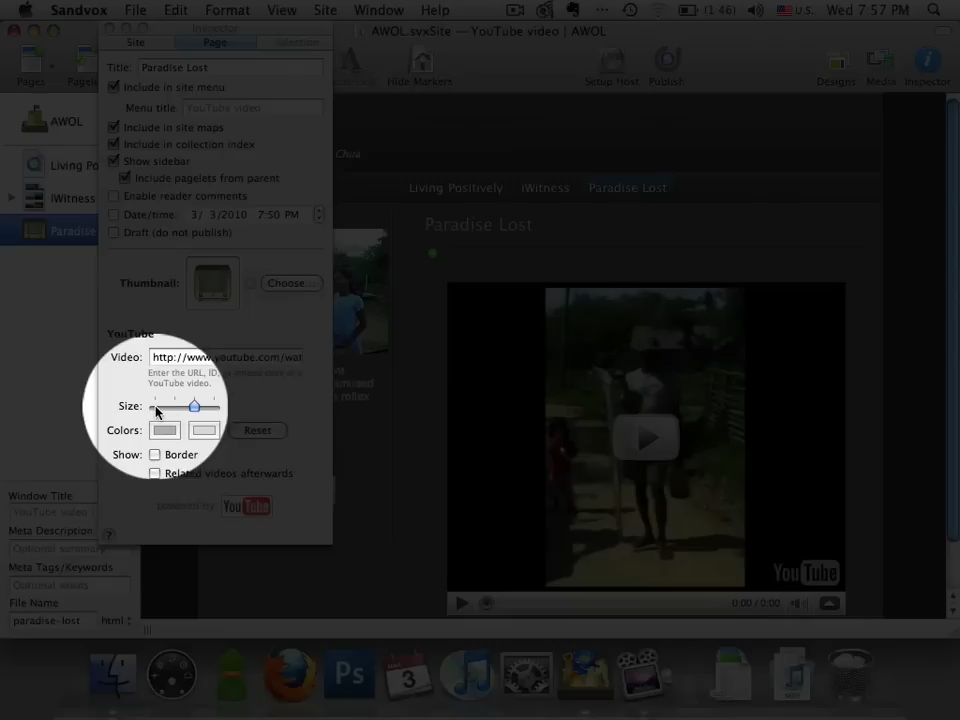 Sandvox File Edit Format View Site Window Help (1:46) U.S. Wed 7:57 PM
Inspector
AWOL.svxSite — YouTube video | AWOL
Site Page
Pages Hide Markers Setup Host Publish Designs Media Inspector
Title: Paradise Lost
Include in site menu
Menu title: YouTube video
Include in site maps
Include in collection index
Show sidebar
Include pagelets from parent
Enable reader comments
Date/time: 3/ 3/2010 7:50 PM
Draft (do not publish)
Thumbnail: Choose...
YouTube
Video: http://www.youtube.com/wat
Enter the URL, ID,
YouTube video.
Size:
Colors: Reset
Show: Border
Related videos afterwards
powered by YouTube
AWOL
Living Po
iWitness
Paradise
Chua
Living Positively iWitness Paradise Lost
Paradise Lost
YouTube
0:00 / 0:00
Window Title
YouTube video
Meta Description
Optional summary
Meta Tags/Keywords
Optional words
File Name
paradise-lost html
Ps
3